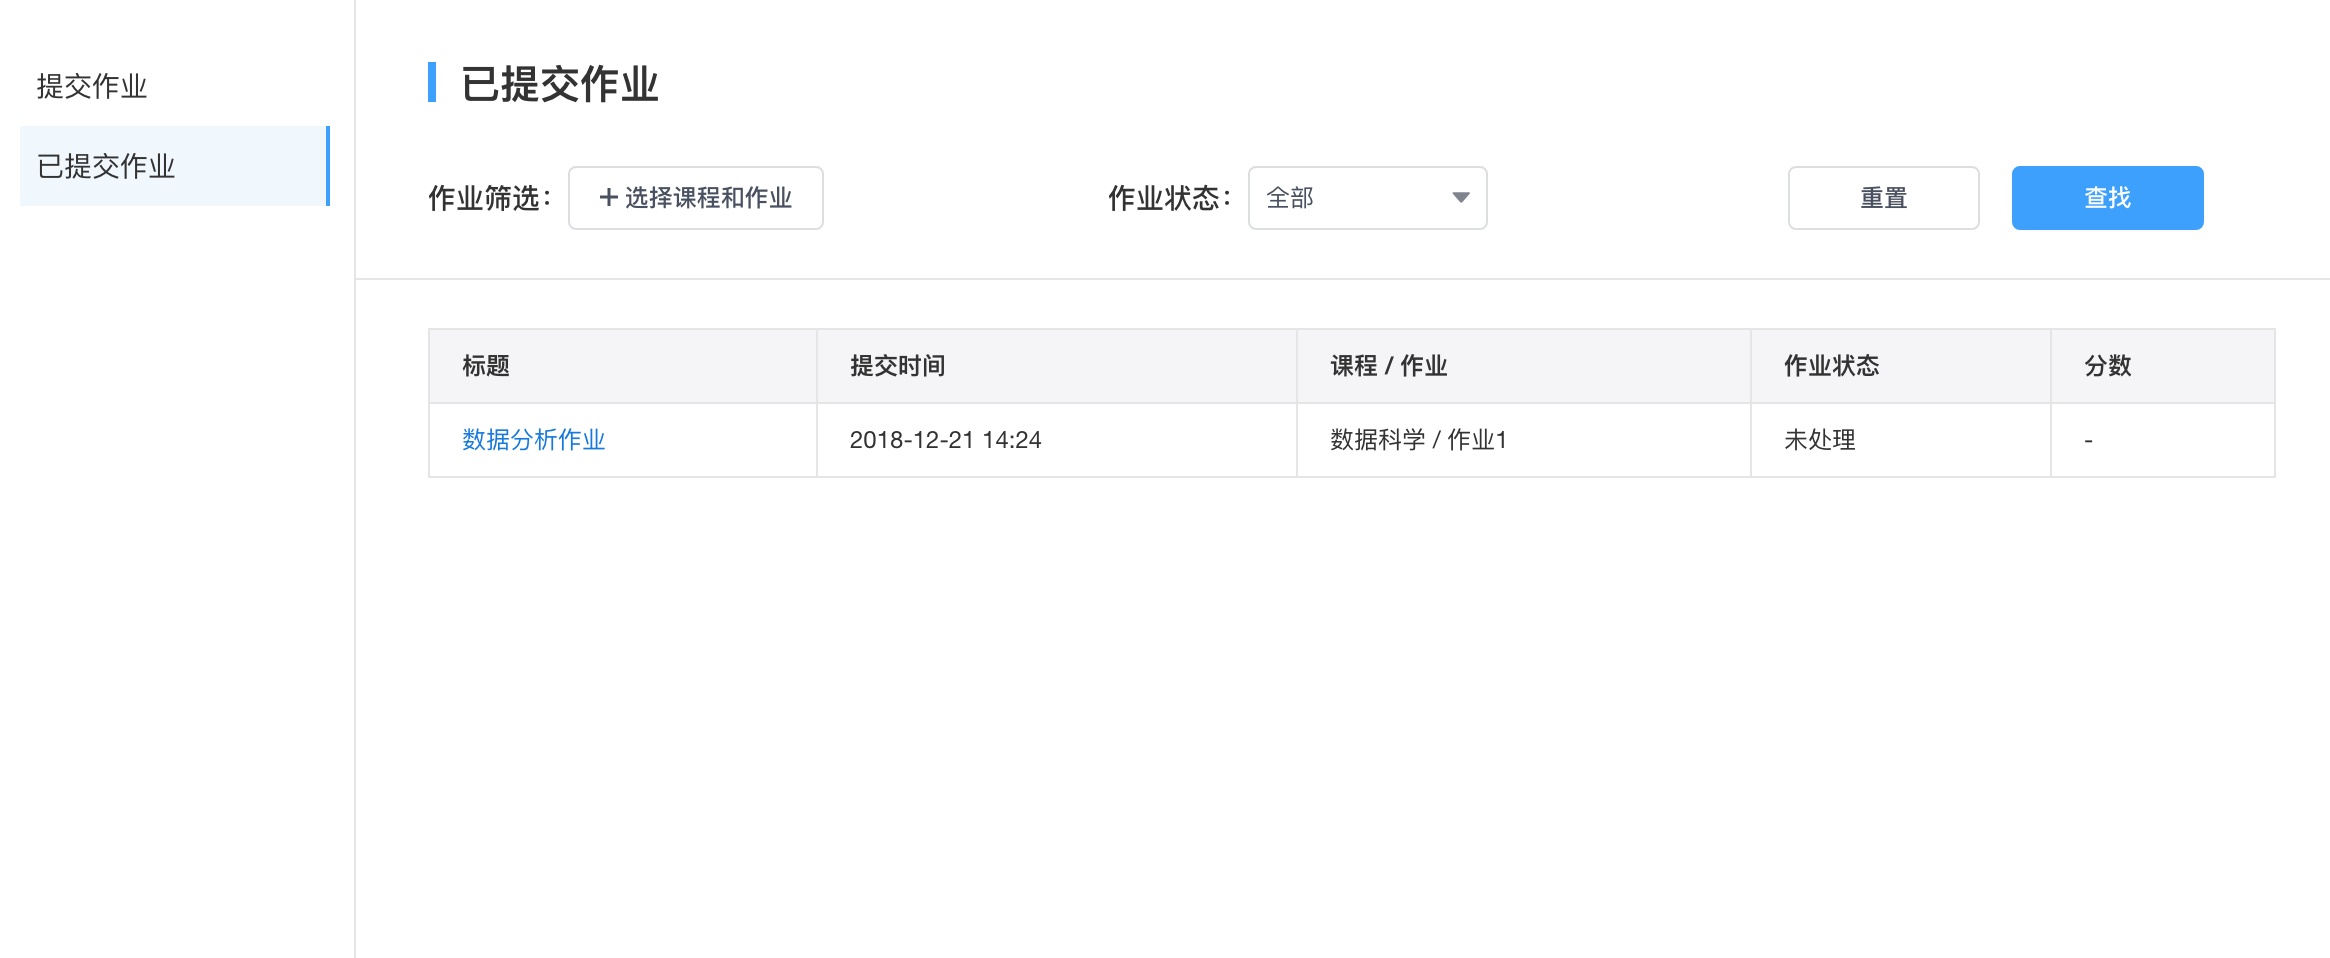 提交作业
已提交作业
已提交作业
作业筛选： + 选择课程和作业 作业状态： 全部 重置 查找
标题 提交时间 课程 / 作业 作业状态 分数
数据分析作业 2018-12-21 14:24 数据科学 / 作业1 未处理 -